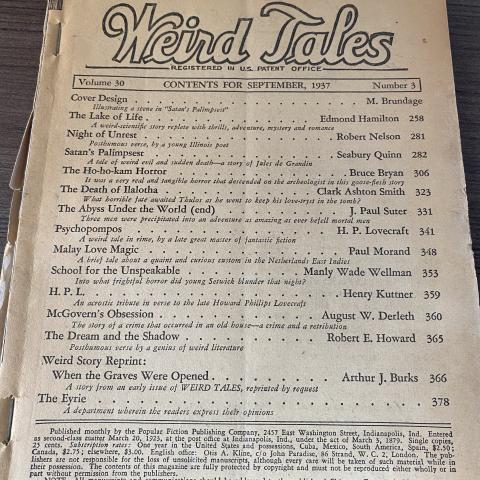 Weird Tales
REGISTERED IN U.S. PATENT OFFICE
Volume 30 CONTENTS FOR SEPTEMBER, 1937 Number 3
Cover Design . . . . . . . . . . M. Brundage
Illustrating a scene in "Satan's Palimpsest"
The Lake of Life . . . . . . . . . . Edmond Hamilton 258
A weird-scientific story replete with thrills, adventure, mystery and romance
Night of Unrest . . . . . . . . . . Robert Nelson 281
Posthumous verse, by a young Illinois poet
Satan's Palimpsest . . . . . . . . . . Seabury Quinn 282
A tale of weird evil and sudden death—a story of Jules de Grandin
The Ho-ho-kam Horror . . . . . . . . . . Bruce Bryan 306
It was a very real and tangible horror that descended on the archeologist in this goose-flesh story
The Death of Ilalotha . . . . . . . . . . Clark Ashton Smith 323
What horrible fate awaited Thulos as he went to keep his love-tryst in the tomb?
The Abyss Under the World (end) . . . . . . . . . . J. Paul Suter 331
Three men were precipitated into an adventure as amazing as ever befell mortal men
Psychopompos . . . . . . . . . . H. P. Lovecraft 341
A weird tale in rime, by a late great master of fantastic fiction
Malay Love Magic . . . . . . . . . . Paul Morand 348
A brief tale about a quaint and curious custom in the Netherlands East Indies
School for the Unspeakable . . . . . . . . . . Manly Wade Wellman 353
Into what frightful horror did young Setwick blunder that night?
H. P. L. . . . . . . . . . . Henry Kuttner 359
An acrostic tribute in verse to the late Howard Phillips Lovecraft
McGovern's Obsession . . . . . . . . . . August W. Derleth 360
The story of a crime that occurred in an old house—a crime and a retribution
The Dream and the Shadow . . . . . . . . . . Robert E. Howard 365
Posthumous verse by a genius of weird literature
Weird Story Reprint:
When the Graves Were Opened . . . . . . . . . . Arthur J. Burks 366
A story from an early issue of WEIRD TALES, reprinted by request
The Eyrie . . . . . . . . . . 378
A department wherein the readers express their opinions
Published monthly by the Popular Fiction Publishing Company, 2457 East Washington Street, Indianapolis, Ind. Entered
as second-class matter March 20, 1923, at the post office at Indianapolis, Ind., under the act of March 3, 1879. Single copies,
25 cents. Subscription rates: One year in the United States and possessions, Cuba, Mexico, South America, Spain, $2.50;
Canada, $2.75; elsewhere, $3.00. English office: Otis A. Kline, c/o John Paradise, 86 Strand, W. C. 2, London. The pub-
lishers are not responsible for the loss of unsolicited manuscripts, although every care will be taken of such material while in
their possession. The contents of this magazine are fully protected by copyright and must not be reproduced either wholly or in
part without permission from the publishers.